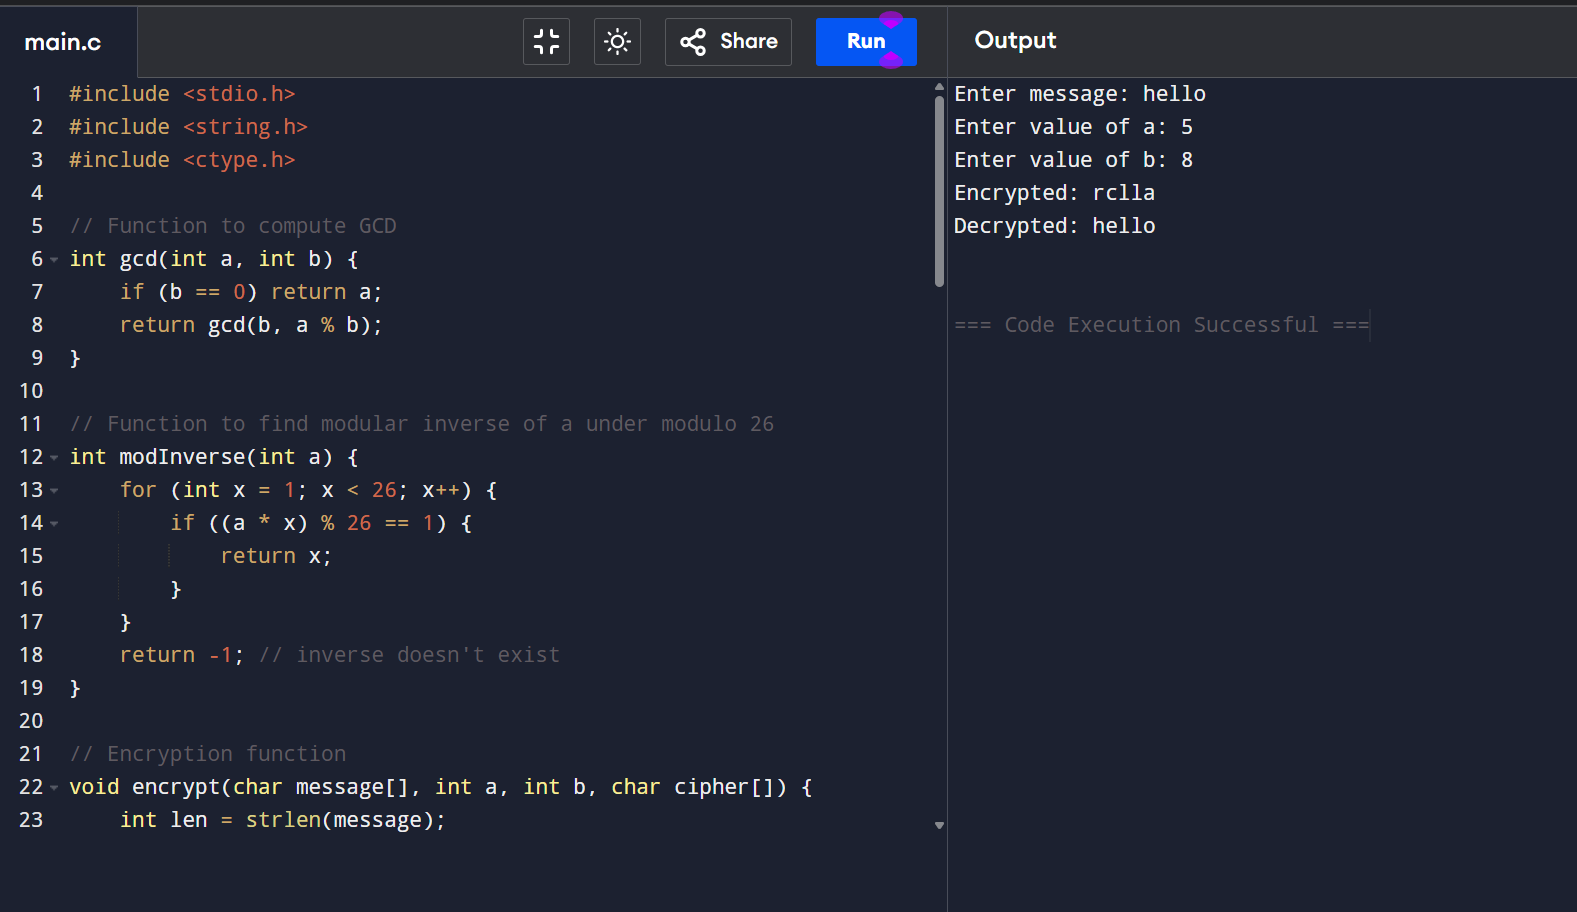 main.c
Share
Run
Output
1 #include <stdio.h>
2 #include <string.h>
3 #include <ctype.h>
4
5 // Function to compute GCD
6 int gcd(int a, int b) {
7     if (b == 0) return a;
8     return gcd(b, a % b);
9 }
10
11 // Function to find modular inverse of a under modulo 26
12 int modInverse(int a) {
13     for (int x = 1; x < 26; x++) {
14         if ((a * x) % 26 == 1) {
15             return x;
16         }
17     }
18     return -1; // inverse doesn't exist
19 }
20
21 // Encryption function
22 void encrypt(char message[], int a, int b, char cipher[]) {
23     int len = strlen(message);
Enter message: hello
Enter value of a: 5
Enter value of b: 8
Encrypted: rclla
Decrypted: hello
=== Code Execution Successful ===